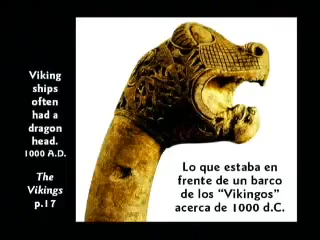 Viking
ships
often
had a
dragon
head.
1000 A.D.
The
Vikings
p.17
Lo que estaba en
frente de un barco
de los “Vikingos”
acerca de 1000 d.C.